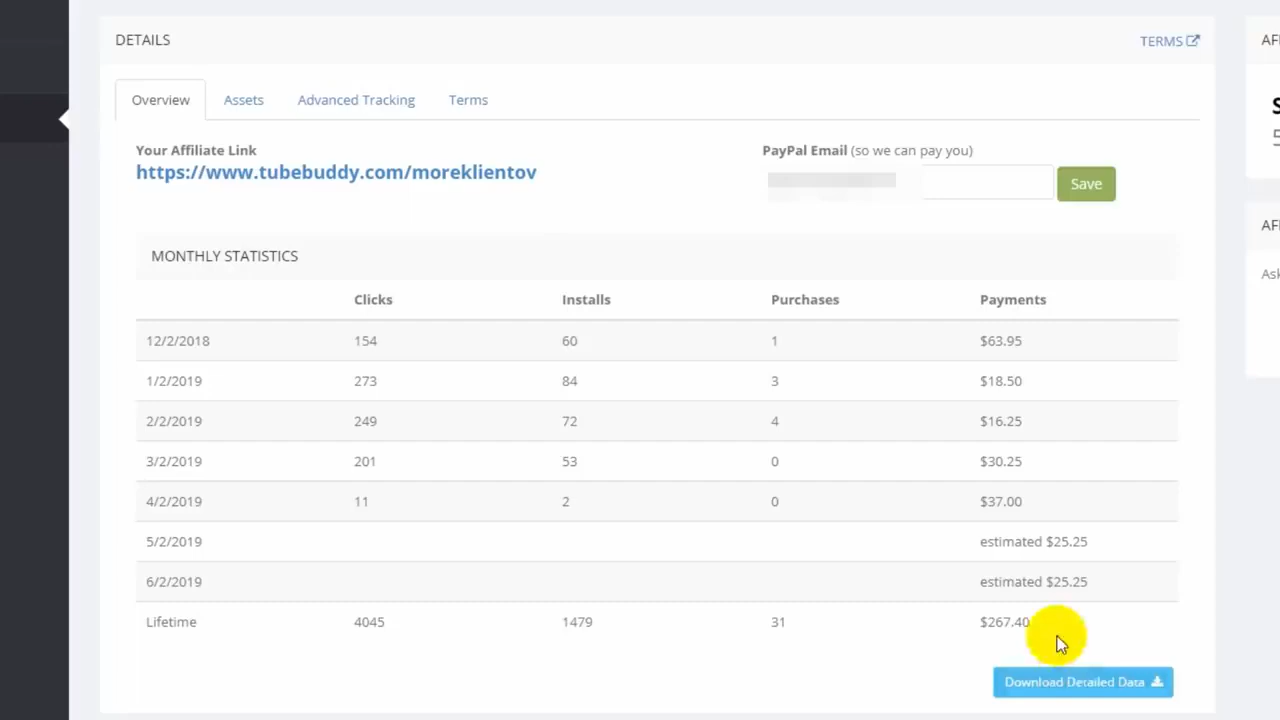 DETAILS
TERMS
Overview
Assets
Advanced Tracking
Terms
Your Affiliate Link
https://www.tubebuddy.com/moreklientov
PayPal Email (so we can pay you)
Save
MONTHLY STATISTICS
Clicks Installs Purchases Payments
12/2/2018 154 60 1 $63.95
1/2/2019 273 84 3 $18.50
2/2/2019 249 72 4 $16.25
3/2/2019 201 53 0 $30.25
4/2/2019 11 2 0 $37.00
5/2/2019 estimated $25.25
6/2/2019 estimated $25.25
Lifetime 4045 1479 31 $267.40
Download Detailed Data